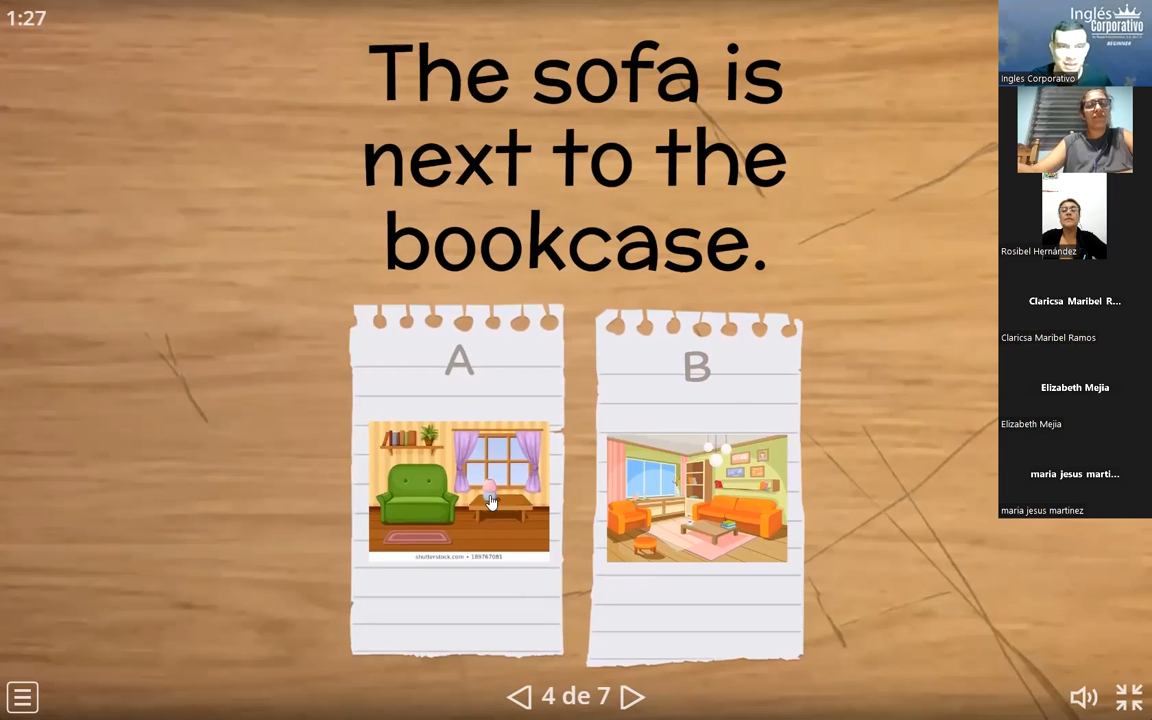 1:27
The sofa is
next to the
bookcase.
A
B
shutterstock.com • 189767081
4 de 7
Inglés
Corporativo
BEGINNER
Ingles Corporativo
Rosibel Hernández
Claricsa Maribel R...
Claricsa Maribel Ramos
Elizabeth Mejia
Elizabeth Mejia
maria jesus marti...
maria jesus martinez